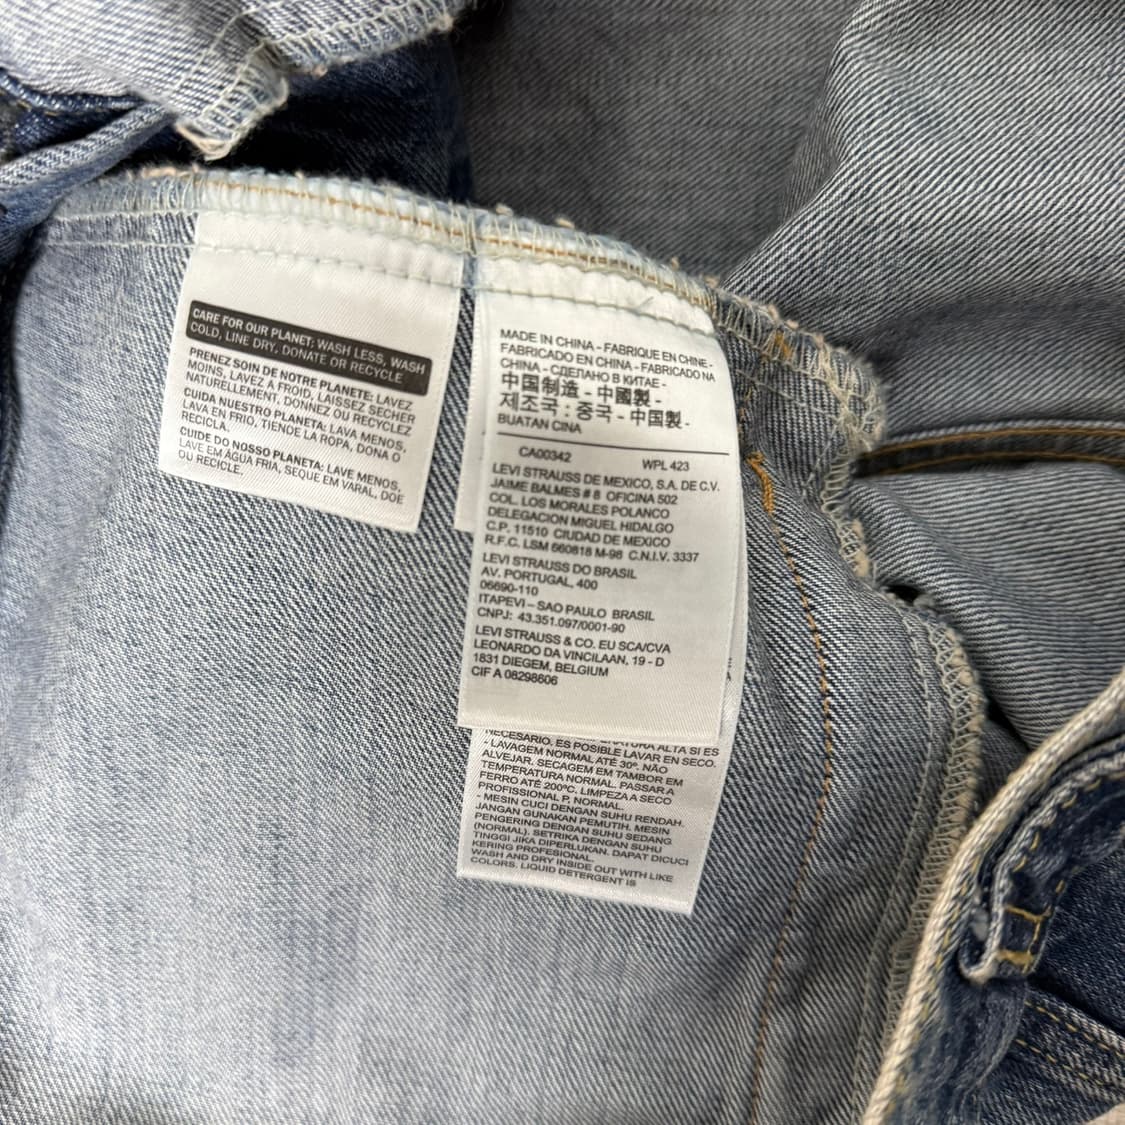 CARE FOR OUR PLANET: WASH LESS, WASH
COLD, LINE DRY, DONATE OR RECYCLE
PRENEZ SOIN DE NOTRE PLANETE: LAVEZ
MOINS, LAVEZ A FROID, LAISSEZ SECHER
NATURELLEMENT. DONNEZ OU RECYCLEZ
CUIDA NUESTRO PLANETA: LAVA MENOS,
LAVA EN FRIO, TIENDE LA ROPA, DONA O
RECICLA.
CUIDE DO NOSSO PLANETA: LAVE MENOS,
LAVE EM ÁGUA FRIA, SEQUE EM VARAL, DOE
OU RECICLE.
MADE IN CHINA - FABRIQUE EN CHINE -
FABRICADO EN CHINA - FABRICADO NA
CHINA - СДЕЛАНО В КИТАЕ -
中国制造 - 中國製 -
제조국 : 중국 - 中国製 -
BUATAN CINA
CA00342 WPL 423
LEVI STRAUSS DE MEXICO, S.A. DE C.V.
JAIME BALMES # 8 OFICINA 502
COL. LOS MORALES POLANCO
DELEGACION MIGUEL HIDALGO
C.P. 11510 CIUDAD DE MEXICO
R.F.C. LSM 660818 M-98 C.N.I.V. 3337
LEVI STRAUSS DO BRASIL
AV. PORTUGAL, 400
06690-110
ITAPEVI – SAO PAULO BRASIL
CNPJ: 43.351.097/0001-90
LEVI STRAUSS & CO. EU SCA/CVA
LEONARDO DA VINCILAAN, 19 - D
1831 DIEGEM, BELGIUM
CIF A 08298606
ALTA SI ES
NECESARIO. ES POSIBLE LAVAR EN SECO.
- LAVAGEM NORMAL ATÉ 30º. NÃO
ALVEJAR. SECAGEM EM TAMBOR EM
TEMPERATURA NORMAL. PASSAR A
FERRO ATÉ 200ºC. LIMPEZA A SECO
PROFISSIONAL P, NORMAL.
- MESIN CUCI DENGAN SUHU RENDAH.
JANGAN GUNAKAN PEMUTIH. MESIN
PENGERING DENGAN SUHU SEDANG
(NORMAL). SETRIKA DENGAN SUHU
TINGGI JIKA DIPERLUKAN. DAPAT DICUCI
KERING PROFESIONAL.
WASH AND DRY INSIDE OUT WITH LIKE
COLORS. LIQUID DETERGENT IS